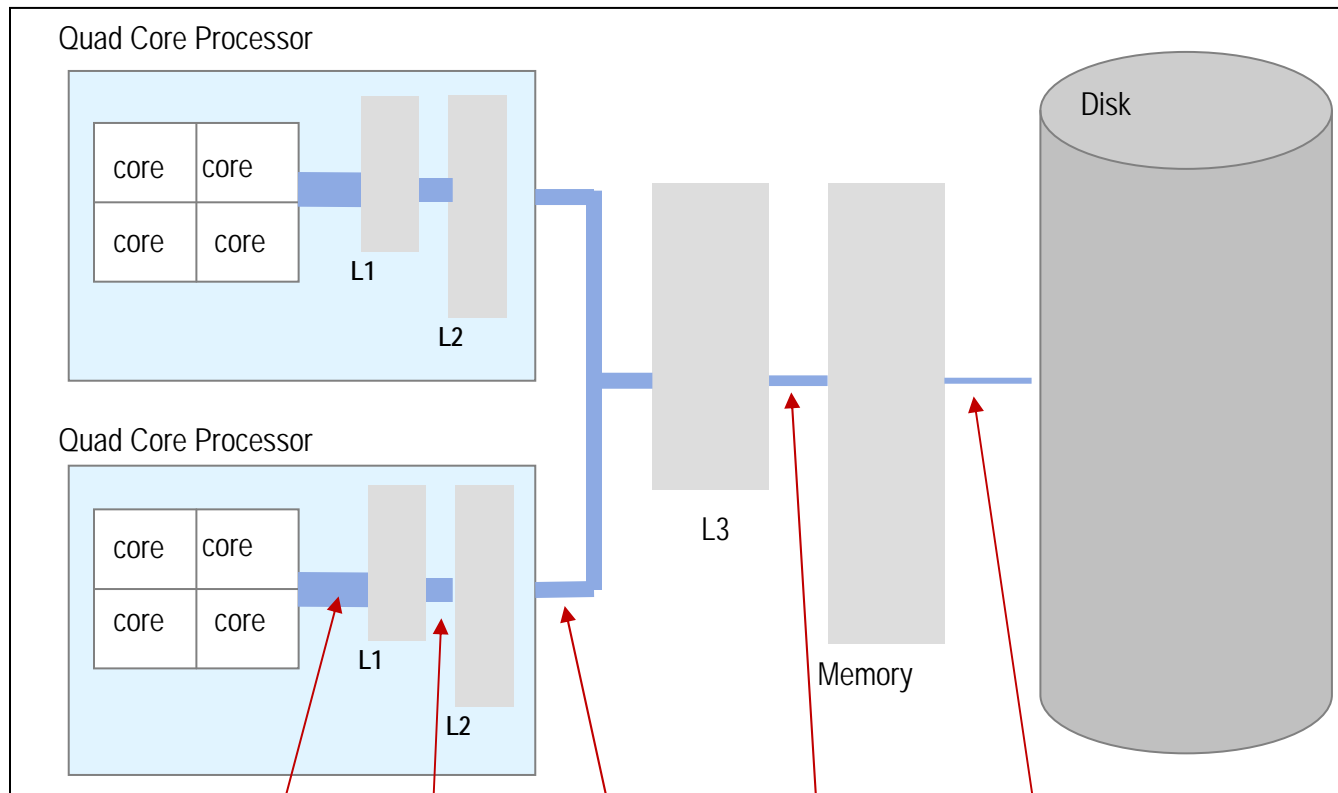 Quad Core Processor
core core
core core
L1
L2
Quad Core Processor
core core
core core
L1
L2
L3
Memory
Disk